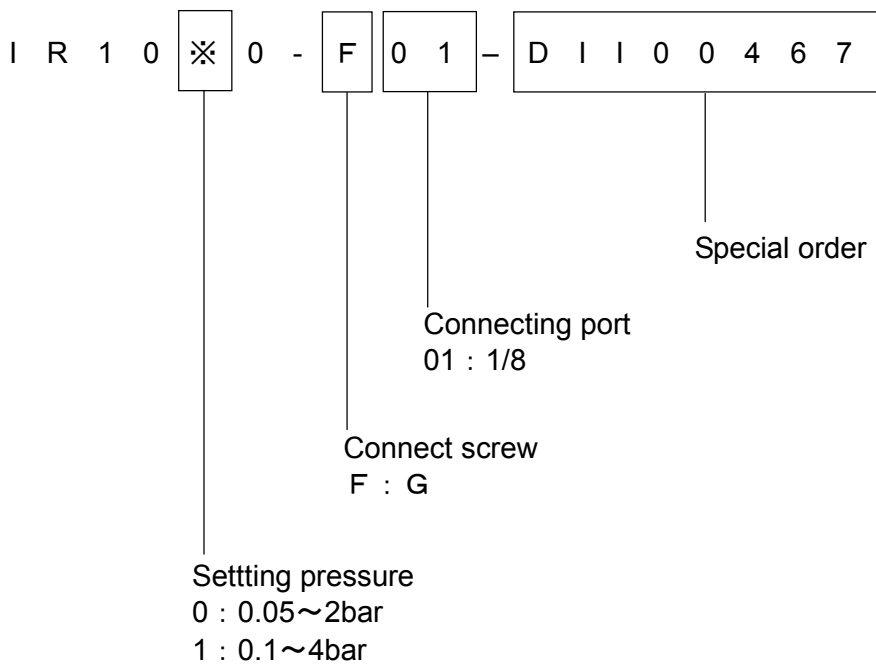 I R 1 0 ※ 0 - F 0 1 – D I I 0 0 4 6 7
Special order
Connecting port
01：1/8
Connect screw
F：G
Settting pressure
0：0.05～2bar
1：0.1～4bar